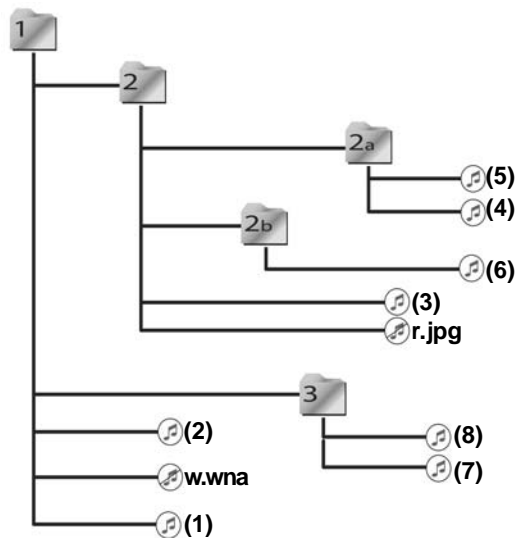 1
2
2a
(5)
(4)
2b
(6)
(3)
r.jpg
3
(2)
(8)
w.wna
(7)
(1)